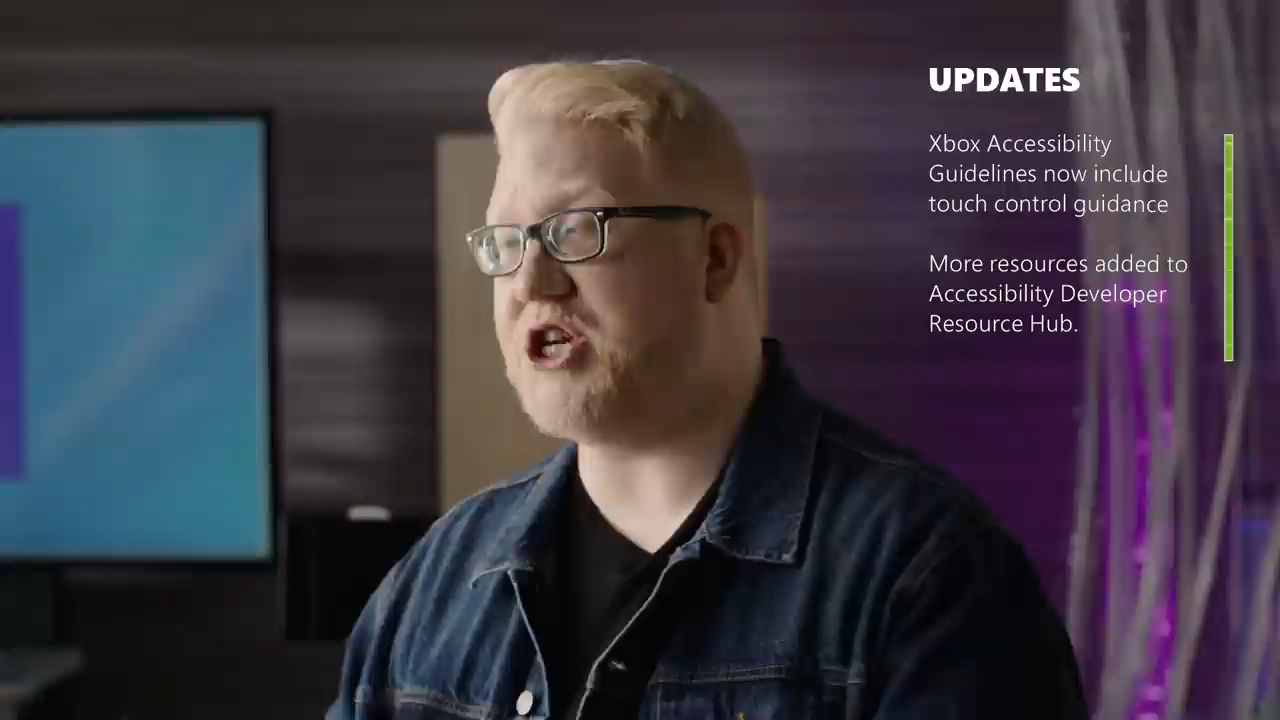 UPDATES
Xbox Accessibility
Guidelines now include
touch control guidance
More resources added to
Accessibility Developer
Resource Hub.